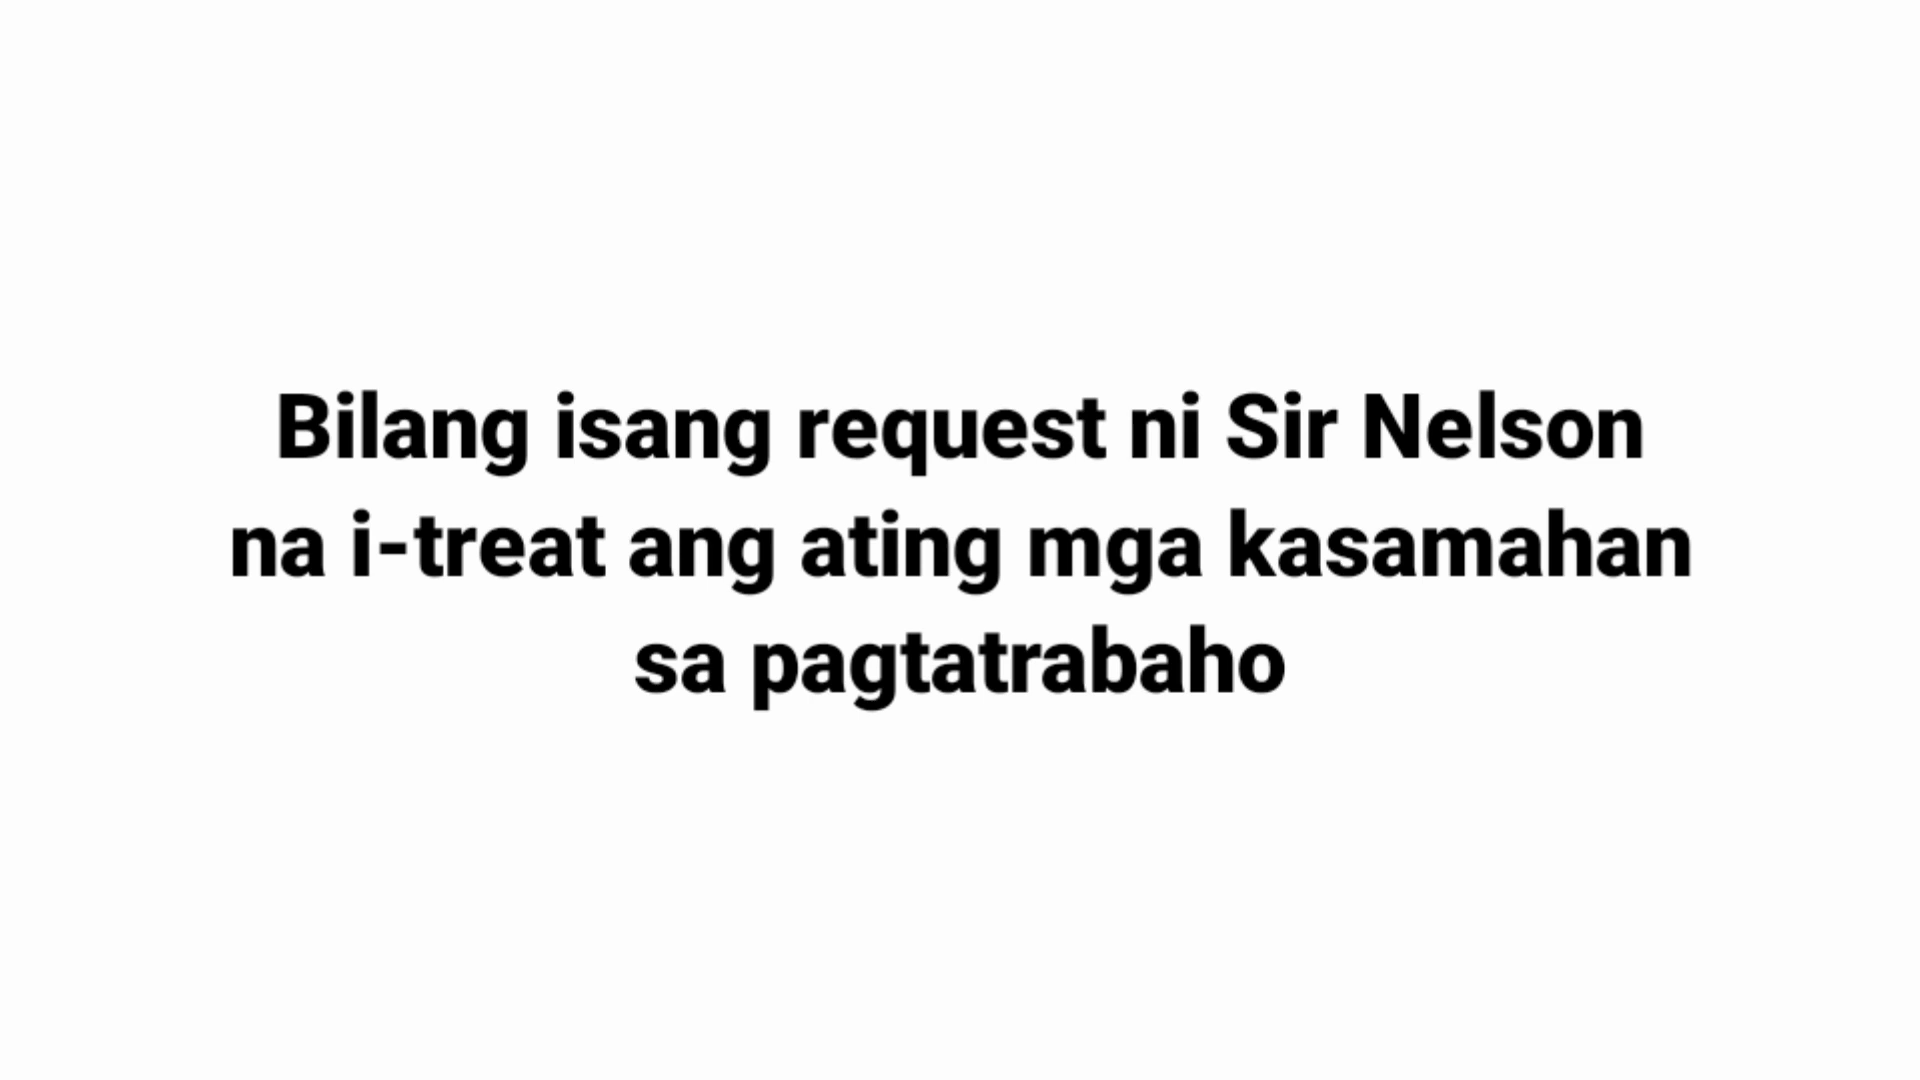 Bilang isang request ni Sir Nelson
na i-treat ang ating mga kasamahan
sa pagtatrabaho